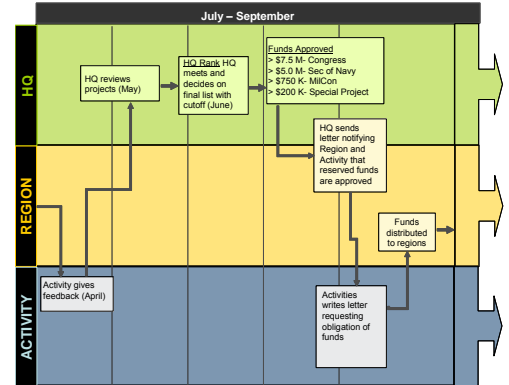 July – September
HQ
HQ reviews
projects (May)
HQ Rank HQ
meets and
decides on
final list with
cutoff (June)
Funds Approved
> $7.5 M- Congress
> $5.0 M- Sec of Navy
> $750 K- MilCon
> $200 K- Special Project
HQ sends
letter notifying
Region and
Activity that
reserved funds
are approved
REGION
Funds
distributed
to regions
ACTIVITY
Activity gives
feedback (April)
Activities
writes letter
requesting
obligation of
funds